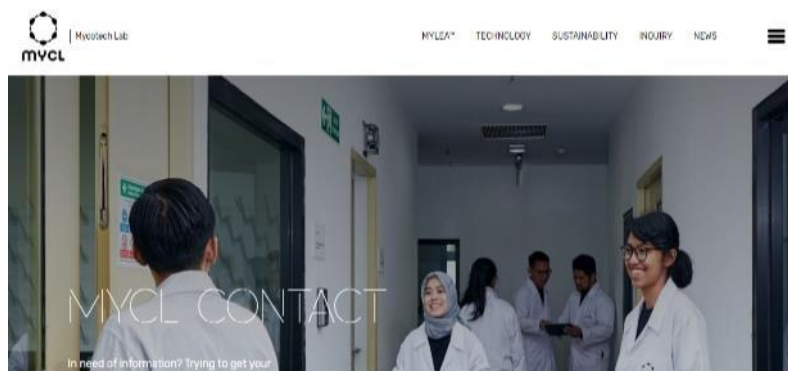 MYCL
Mycotech Lab
MYLEA™
TECHNOLOGY
SUSTAINABILITY
INQUIRY
NEWS
MYCL CONTACT
In need of information? Trying to get your